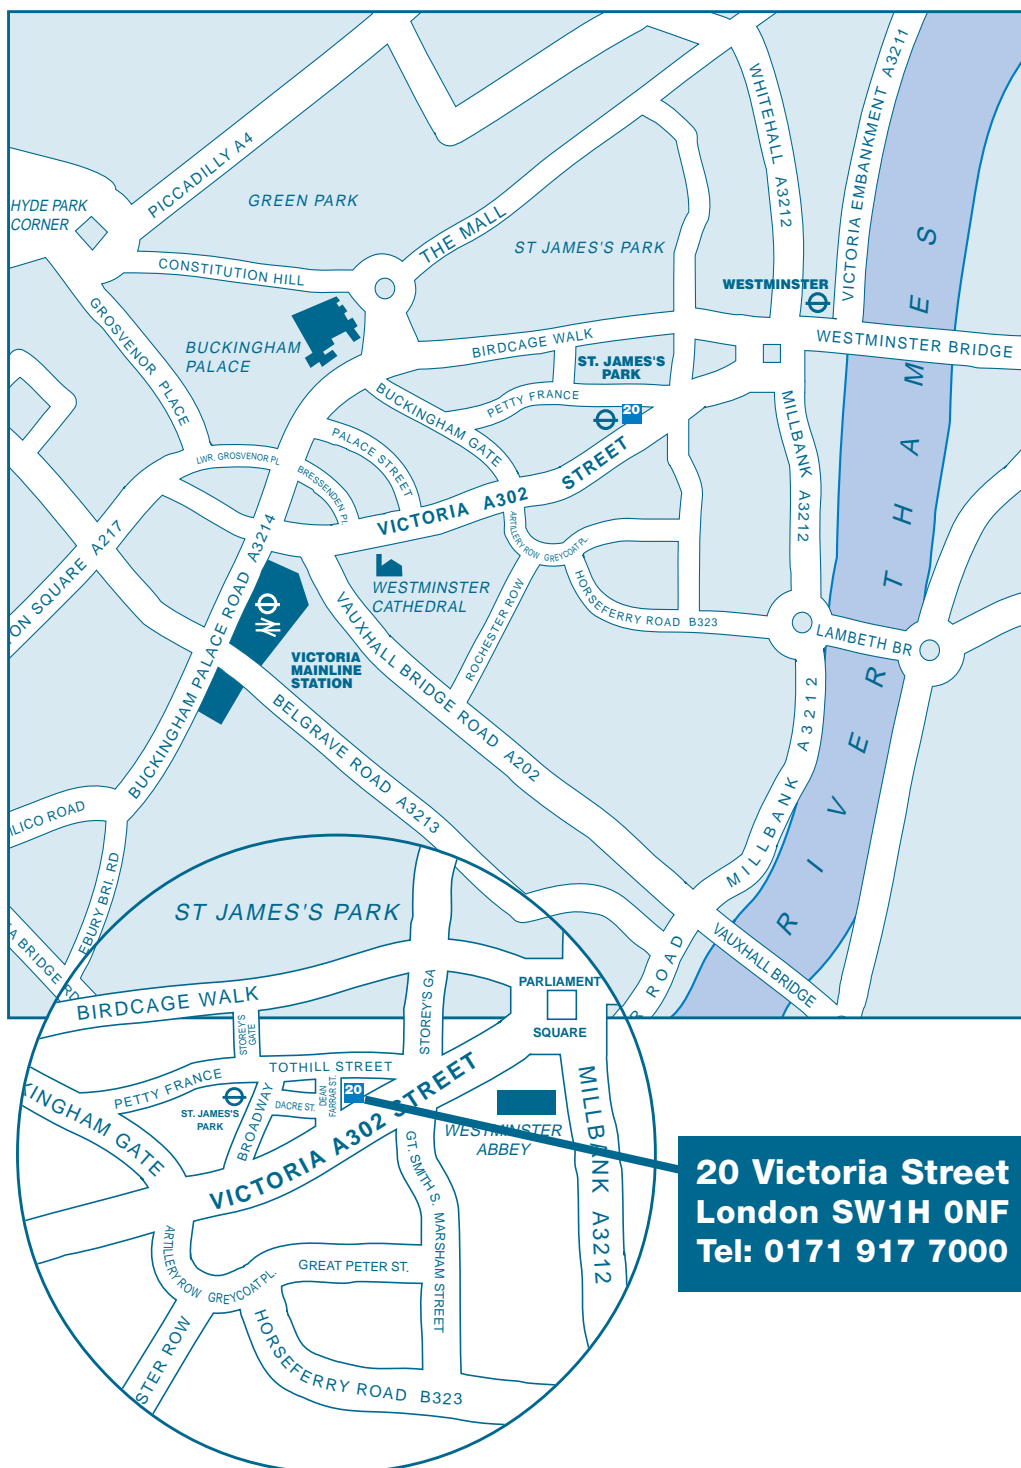 PICCADILLY A4
WHITEHALL A3212
VICTORIA EMBANKMENT A3211
HYDE PARK
CORNER
GREEN PARK
THE MALL
ST JAMES'S PARK
CONSTITUTION HILL
WESTMINSTER
GROSVENOR PLACE
BUCKINGHAM
PALACE
BIRDCAGE WALK
WESTMINSTER BRIDGE
ST. JAMES'S
PARK
PETTY FRANCE
20
BUCKINGHAM GATE
PALACE STREET
LWR. GROSVENOR PL
BRESSENDEN PL.
VICTORIA A302 STREET
MILLBANK A3212
RIVER THAMES
ARTILLERY ROW
GREYCOAT PL.
ON SQUARE A217
BUCKINGHAM PALACE ROAD A3214
WESTMINSTER
CATHEDRAL
HORSEFERRY ROAD B323
ROCHESTER ROW
LAMBETH BR
VICTORIA
MAINLINE
STATION
VAUXHALL BRIDGE ROAD A202
BELGRAVE ROAD A3213
MILLBANK A3212
LICO ROAD
EBURY BRI. RD
A BRIDGE RD
VAUXHALL BRIDGE
R ROAD
ST JAMES'S PARK
BIRDCAGE WALK
STOREY'S
GATE
STOREY'S GA
PARLIAMENT
SQUARE
TOTHILL STREET
PETTY FRANCE
KINGHAM GATE
ST. JAMES'S
PARK
BROADWAY
DACRE ST.
DEAN
FARRAR ST.
20
VICTORIA A302 STREET
WESTMINSTER
ABBEY
MILLBANK A3212
GT. SMITH S.
MARSHAM STREET
ARTILLERY ROW
GREYCOAT PL.
GREAT PETER ST.
STER ROW
HORSEFERRY ROAD B323
20 Victoria Street
London SW1H 0NF
Tel: 0171 917 7000